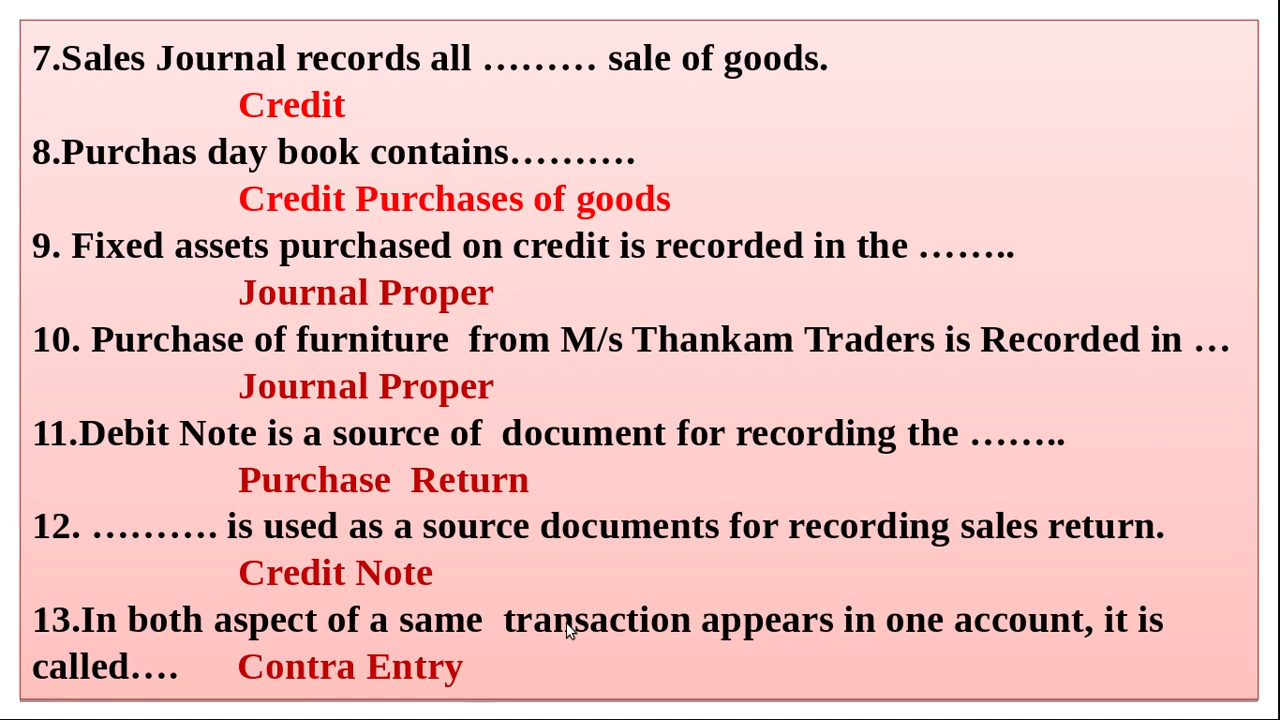 7.Sales Journal records all ……… sale of goods.
Credit
8.Purchas day book contains……….
Credit Purchases of goods
9. Fixed assets purchased on credit is recorded in the ……..
Journal Proper
10. Purchase of furniture  from M/s Thankam Traders is Recorded in …
Journal Proper
11.Debit Note is a source of  document for recording the ……..
Purchase  Return
12. ………. is used as a source documents for recording sales return.
Credit Note
13.In both aspect of a same  transaction appears in one account, it is
called…. Contra Entry